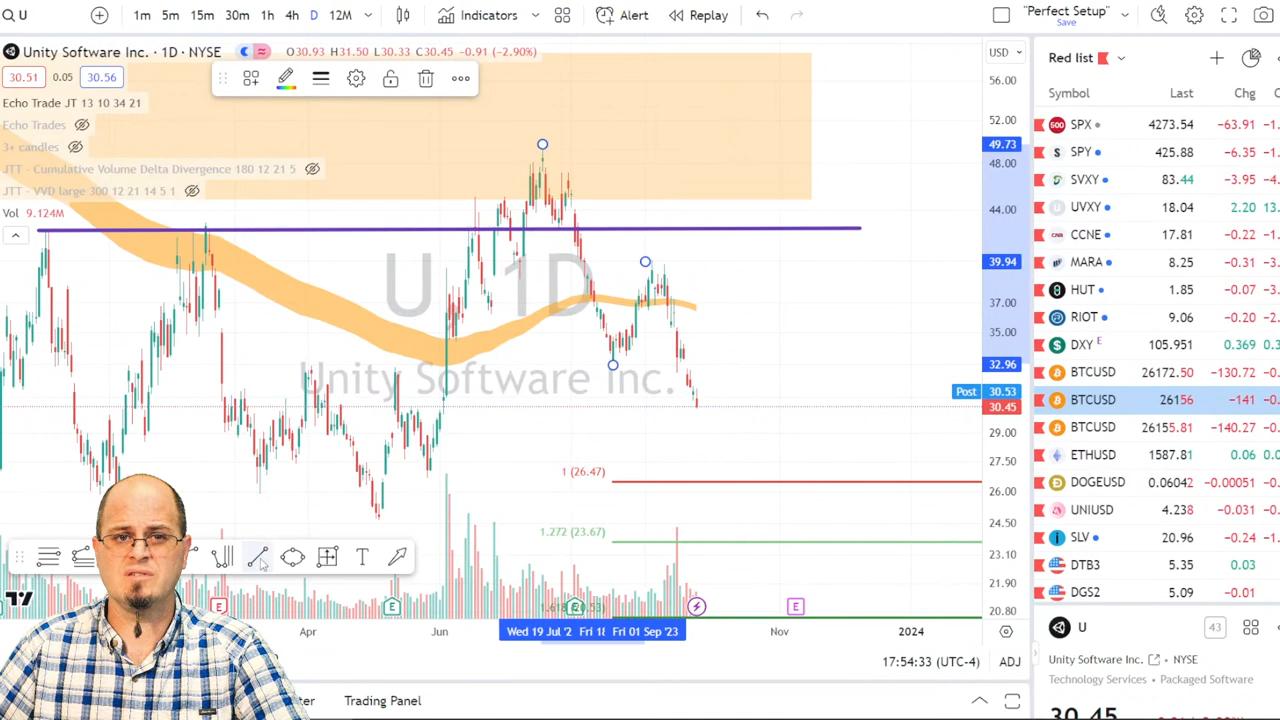 U
1m 5m 15m 30m 1h 4h D 12M
Indicators
Alert
Replay
"Perfect Setup"
Save
Unity Software Inc. · 1D · NYSE
O30.93 H31.50 L30.33 C30.45 −0.91 (−2.90%)
30.51 0.05 30.56
Echo Trade JT 13 10 34 21
Echo Trades
3+ candles
JTT - Cumulative Volume Delta Divergence 180 12 21 5
JTT - VVD large 300 12 21 14 5 1
Vol 9.124M
U 1D
Unity Software Inc.
USD
56.00
52.00
49.73
48.00
44.00
39.94
37.00
35.00
32.96
Post 30.53
30.45
29.00
27.50
26.00
24.50
23.10
21.90
20.80
1 (26.47)
1.272 (23.67)
1.618 (20.53)
T
E
E
E
E
Apr
Jun
Wed 19 Jul '2
Fri 18
Fri 01 Sep '23
Nov
2024
17:54:33 (UTC-4)
ADJ
Trading Panel
Red list
Symbol Last Chg
SPX 4273.54 −63.91
SPY 425.88 −6.35
SVXY 83.44 −3.95
UVXY 18.04 2.20
CCNE 17.81 −0.22
MARA 8.25 −0.31
HUT 1.85 −0.07
RIOT 9.06 −0.20
DXY E 105.951 0.369
BTCUSD 26172.50 −130.72
BTCUSD 26156 −141
BTCUSD 26155.81 −140.27
ETHUSD 1587.81 0.06
DOGEUSD 0.06042 −0.00051
UNIUSD 4.238 −0.031
SLV 20.96 −0.24
DTB3 5.35 0.03
DGS2 5.09 −0.01
U
43
Unity Software Inc. • NYSE
Technology Services • Packaged Software
30.45